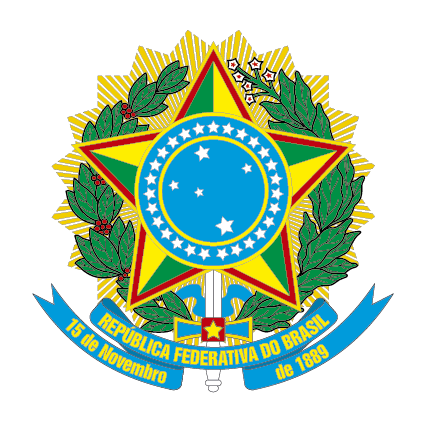 REPÚBLICA FEDERATIVA DO BRASIL
15 de Novembro
de 1889